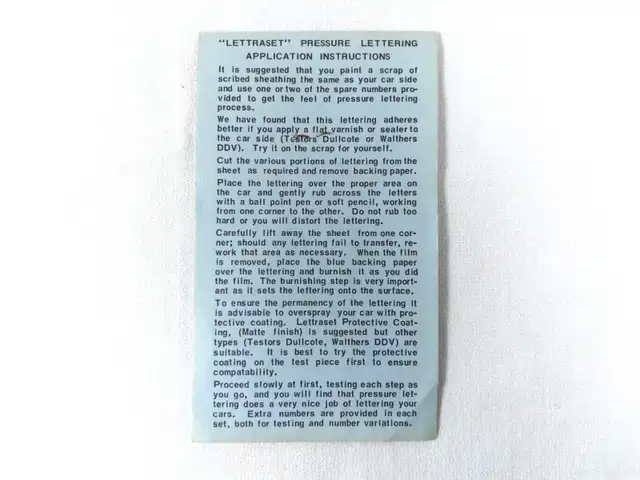 "LETTRASET" PRESSURE LETTERING
APPLICATION INSTRUCTIONS
It is suggested that you paint a scrap of
scribed sheathing the same as your car side
and use one or two of the spare numbers pro-
vided to get the feel of pressure lettering
process.
We have found that this lettering adheres
better if you apply a flat varnish or sealer to
the car side (Testors Dullcote or Walthers
DDV). Try it on the scrap for yourself.
Cut the various portions of lettering from the
sheet as required and remove backing paper.
Place the lettering over the proper area on
the car and gently rub across the letters
with a ball point pen or soft pencil, working
from one corner to the other. Do not rub too
hard or you will distort the lettering.
Carefully lift away the sheet from one cor-
ner; should any lettering fail to transfer, re-
work that area as necessary. When the film
is removed, place the blue backing paper
over the lettering and burnish it as you did
the film. The burnishing step is very import-
ant as it sets the lettering onto the surface.
To ensure the permanency of the lettering it
is advisable to overspray your car with pro-
tective coating. Lettraset Protective Coat-
ing, (Matte finish) is suggested but other
types (Testors Dullcote, Walthers DDV) are
suitable. It is best to try the protective
coating on the test piece first to ensure
compatability.
Proceed slowly at first, testing each step as
you go, and you will find that pressure let-
tering does a very nice job of lettering your
cars. Extra numbers are provided in each
set, both for testing and number variations.